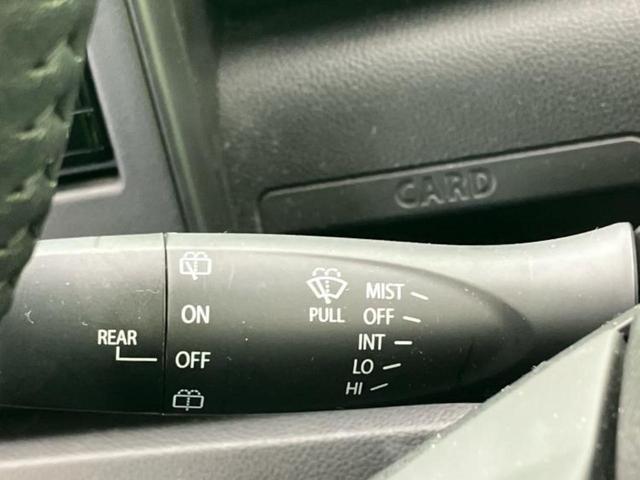 CARD
REAR
ON
OFF
PULL
MIST
OFF
INT
LO
HI